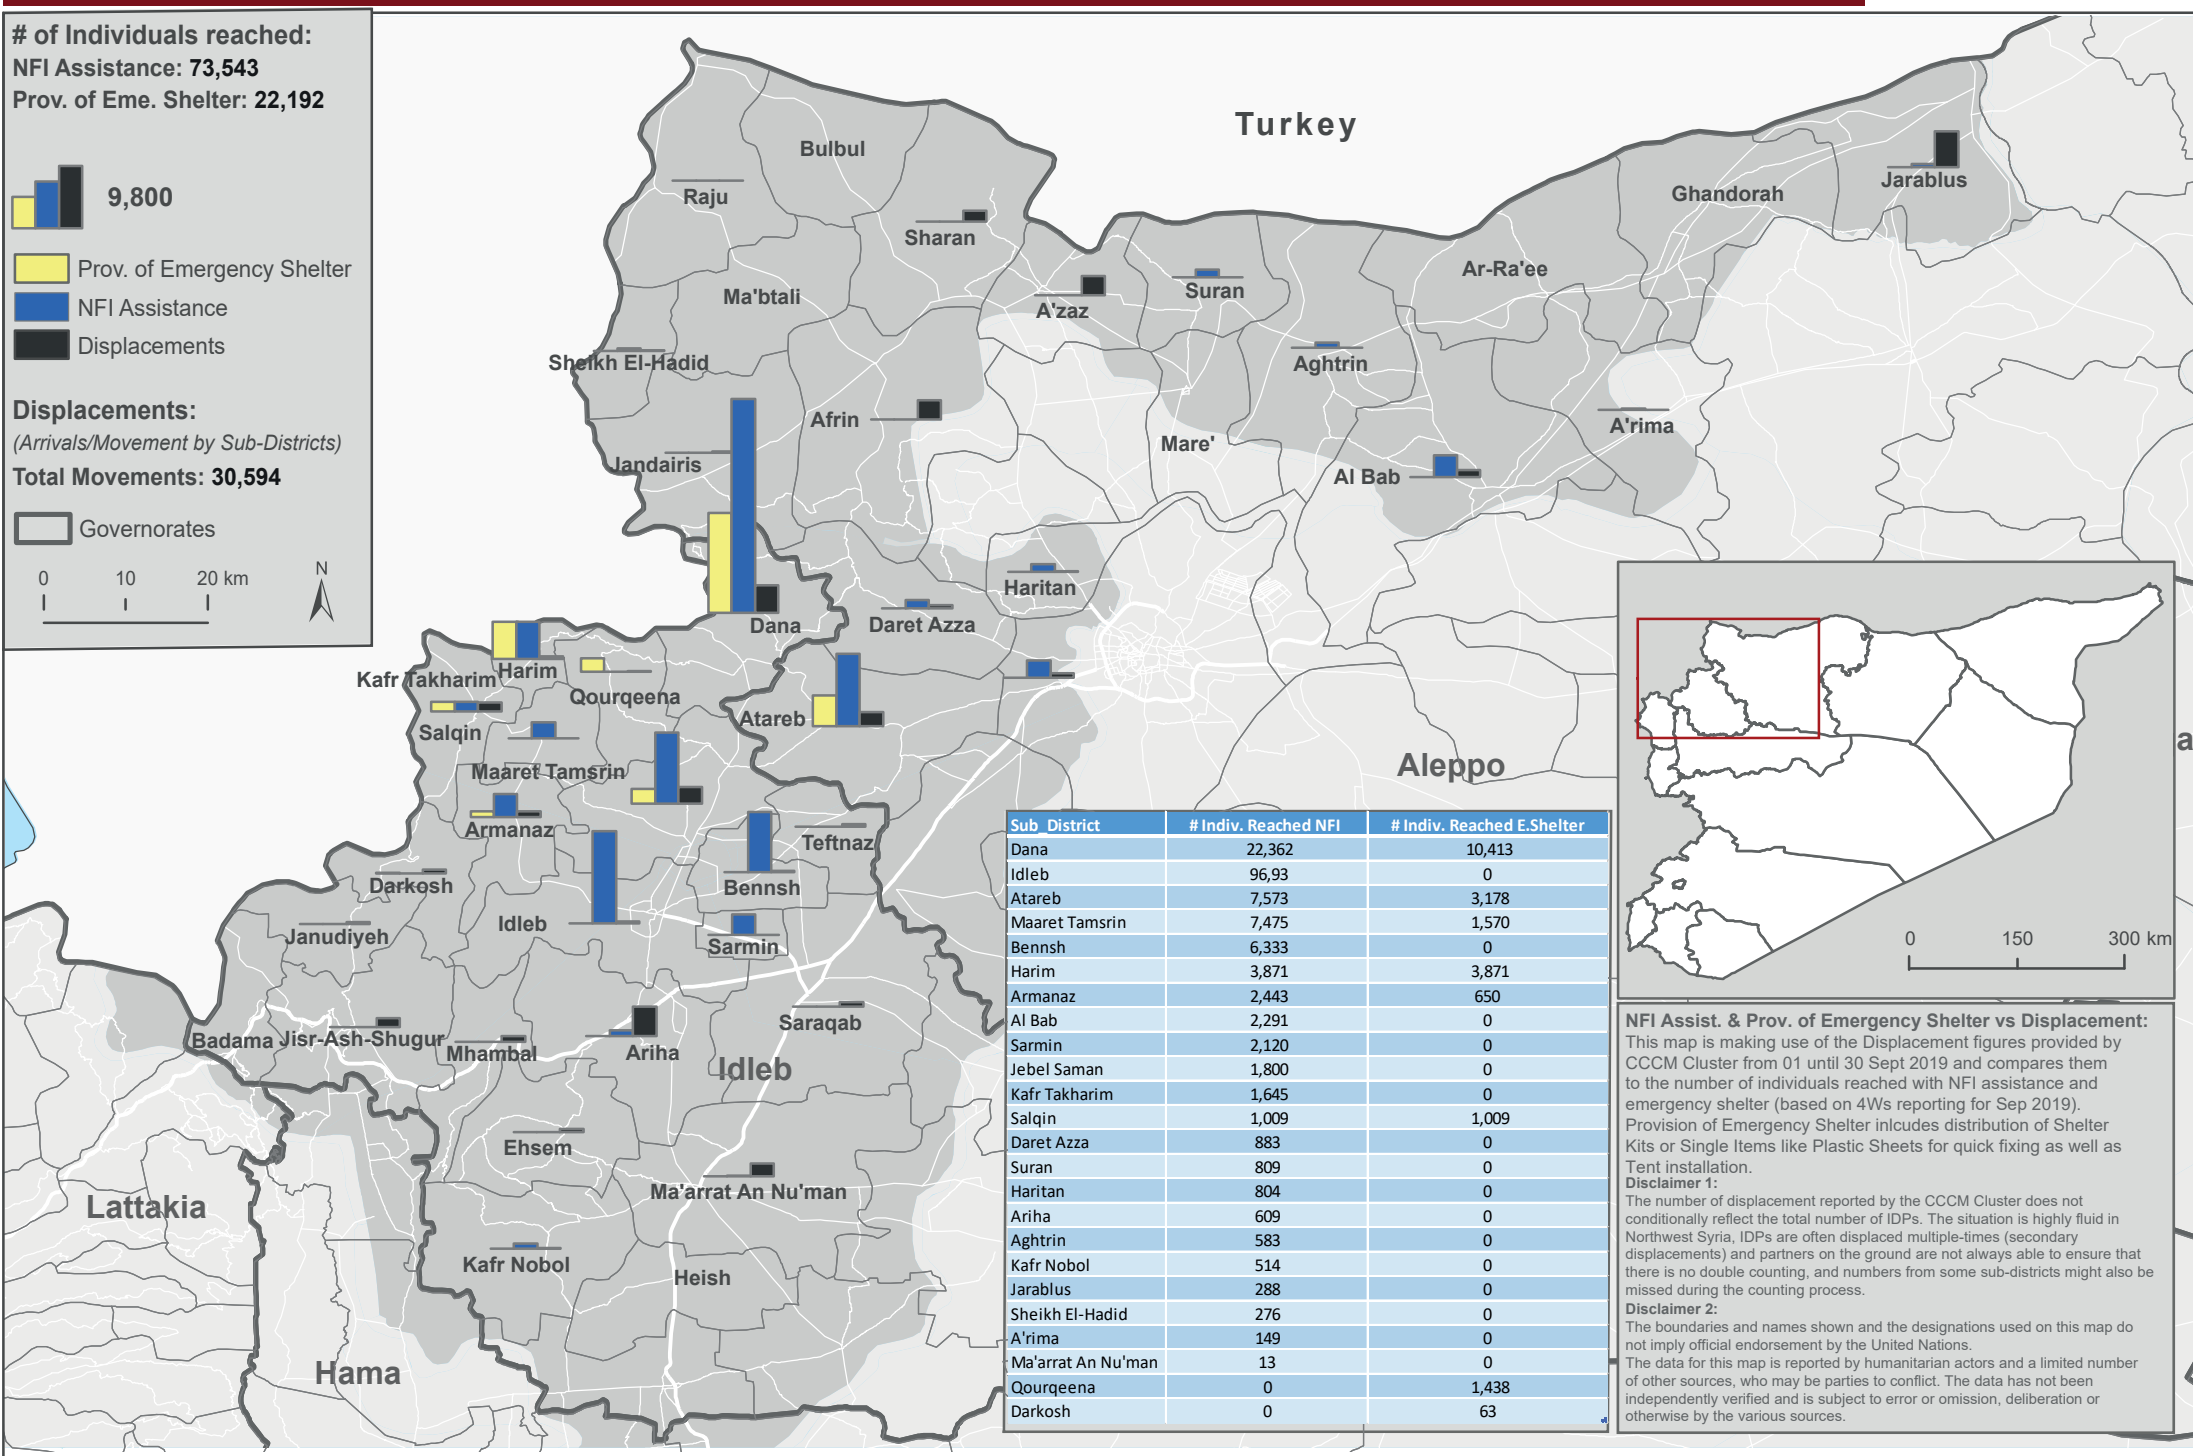 # of Individuals reached:
NFI Assistance: 73,543
Prov. of Eme. Shelter: 22,192
9,800
Prov. of Emergency Shelter
NFI Assistance
Displacements
Displacements:
(Arrivals/Movement by Sub-Districts)
Total Movements: 30,594
Governorates
0 10 20 km
N
Turkey
Bulbul
Raju
Sharan
Ghandorah
Jarablus
Ma'btali
A'zaz
Suran
Ar-Ra'ee
Sheikh El-Hadid
Aghtrin
Afrin
A'rima
Mare'
Jandairis
Al Bab
Haritan
Dana
Daret Azza
Harim
Kafr Takharim
Qourqeena
Atareb
Salqin
Maaret Tamsrin
Aleppo
a
Armanaz
Teftnaz
Darkosh
Bennsh
Idleb
Janudiyeh
Sarmin
Saraqab
Badama
Jisr-Ash-Shugur
Mhambal
Ariha
Idleb
Ehsem
Ma'arrat An Nu'man
Lattakia
Kafr Nobol
Heish
Hama
Sub_District # Indiv. Reached NFI # Indiv. Reached E.Shelter
Dana 22,362 10,413
Idleb 96,93 0
Atareb 7,573 3,178
Maaret Tamsrin 7,475 1,570
Bennsh 6,333 0
Harim 3,871 3,871
Armanaz 2,443 650
Al Bab 2,291 0
Sarmin 2,120 0
Jebel Saman 1,800 0
Kafr Takharim 1,645 0
Salqin 1,009 1,009
Daret Azza 883 0
Suran 809 0
Haritan 804 0
Ariha 609 0
Aghtrin 583 0
Kafr Nobol 514 0
Jarablus 288 0
Sheikh El-Hadid 276 0
A'rima 149 0
Ma'arrat An Nu'man 13 0
Qourqeena 0 1,438
Darkosh 0 63
0 150 300 km
NFI Assist. & Prov. of Emergency Shelter vs Displacement:
This map is making use of the Displacement figures provided by
CCCM Cluster from 01 until 30 Sept 2019 and compares them
to the number of individuals reached with NFI assistance and
emergency shelter (based on 4Ws reporting for Sep 2019).
Provision of Emergency Shelter inlcudes distribution of Shelter
Kits or Single Items like Plastic Sheets for quick fixing as well as
Tent installation.
Disclaimer 1:
The number of displacement reported by the CCCM Cluster does not
conditionally reflect the total number of IDPs. The situation is highly fluid in
Northwest Syria, IDPs are often displaced multiple-times (secondary
displacements) and partners on the ground are not always able to ensure that
there is no double counting, and numbers from some sub-districts might also be
missed during the counting process.
Disclaimer 2:
The boundaries and names shown and the designations used on this map do
not imply official endorsement by the United Nations.
The data for this map is reported by humanitarian actors and a limited number
of other sources, who may be parties to conflict. The data has not been
independently verified and is subject to error or omission, deliberation or
otherwise by the various sources.